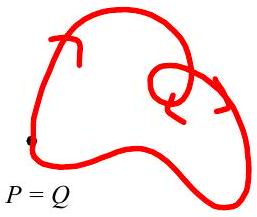 P = Q